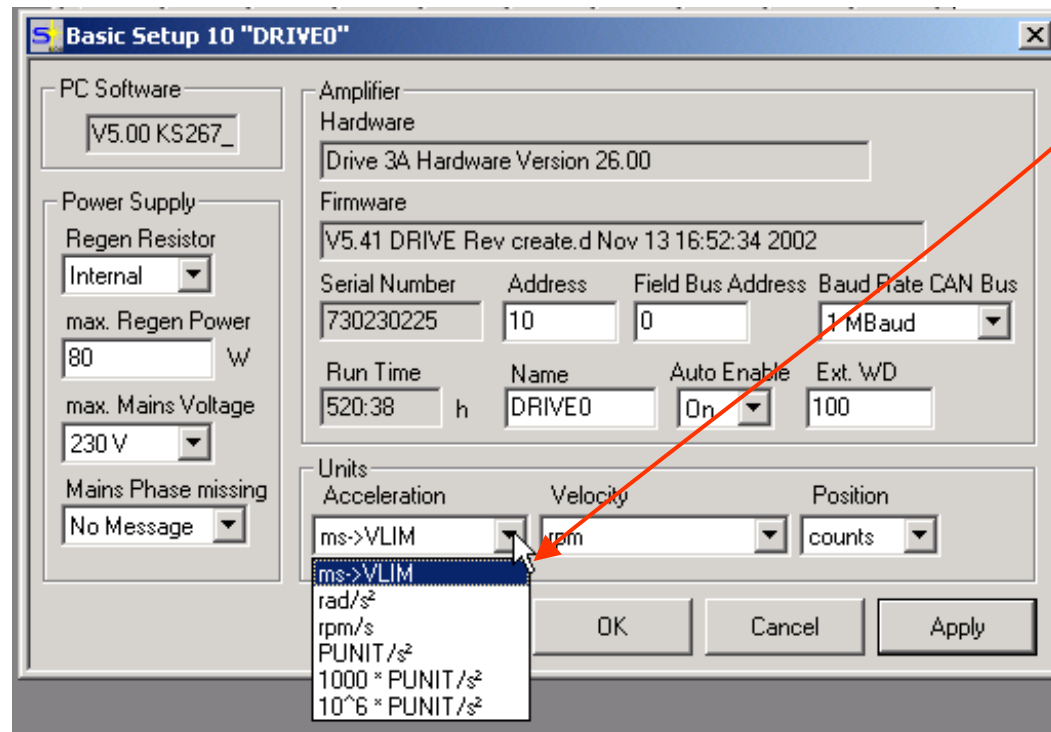 Basic Setup 10 "DRIVE0"
PC Software
V5.00 KS267_
Power Supply
Regen Resistor
Internal
max. Regen Power
80 W
max. Mains Voltage
230 V
Mains Phase missing
No Message
Amplifier
Hardware
Drive 3A Hardware Version 26.00
Firmware
V5.41 DRIVE Rev create.d Nov 13 16:52:34 2002
Serial Number Address Field Bus Address Baud Rate CAN Bus
730230225 10 0 1 MBaud
Run Time Name Auto Enable Ext. WD
520:38 h DRIVE0 On 100
Units
Acceleration Velocity Position
ms->VLIM rpm counts
ms->VLIM
rad/s²
rpm/s
PUNIT/s²
1000 * PUNIT/s²
10^6 * PUNIT/s²
OK Cancel Apply